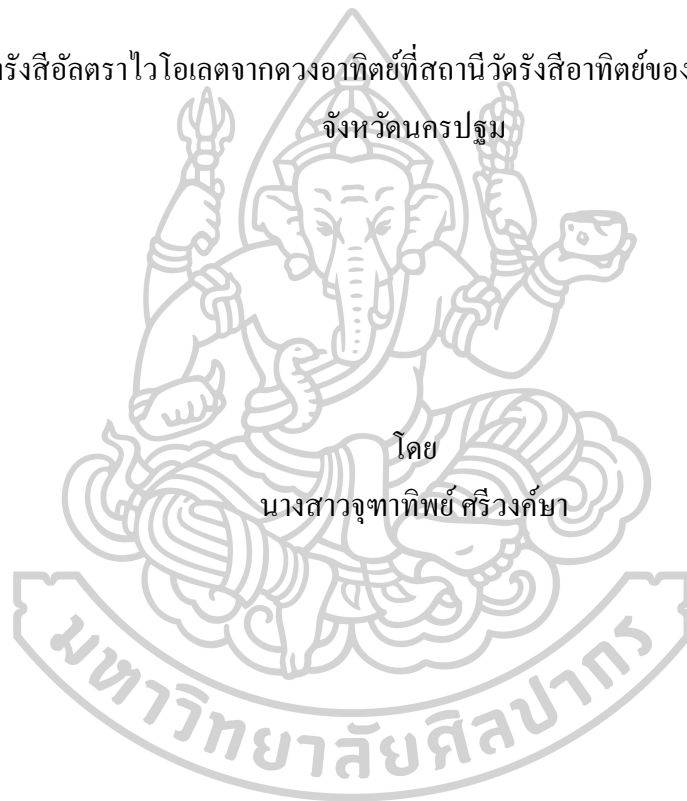 รังสีอัลตราไวโอเลตจากดวงอาทิตย์ที่สถานีวัดรังสีอาทิตย์ของ
จังหวัดนครปฐม
โดย
นางสาวจุฑาทิพย์ ศรีวงค์ษา
มหาวิทยาลัยศิลปากร